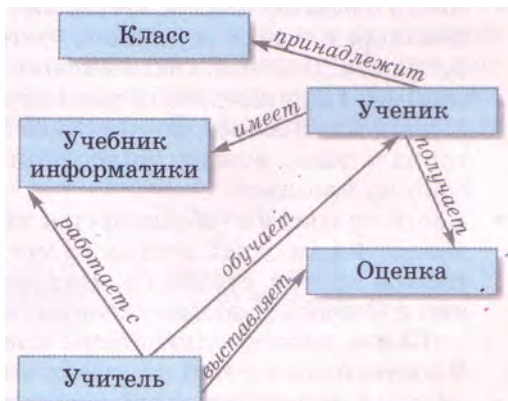 Класс
принадлежит
Ученик
имеет
Учебник
информатики
получает
обучает
работает с
Оценка
выставляет
Учитель